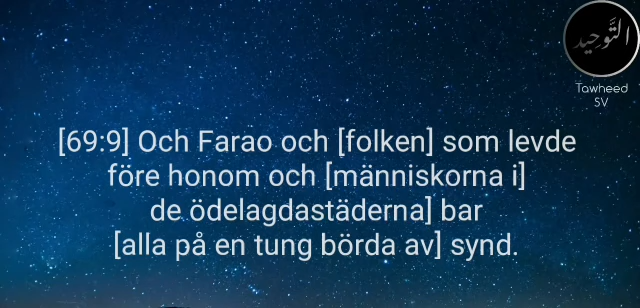 التَّوحِيد
Tawheed
SV
[69:9] Och Farao och [folken] som levde
före honom och [människorna i]
de ödelagdastäderna] bar
[alla på en tung börda av] synd.